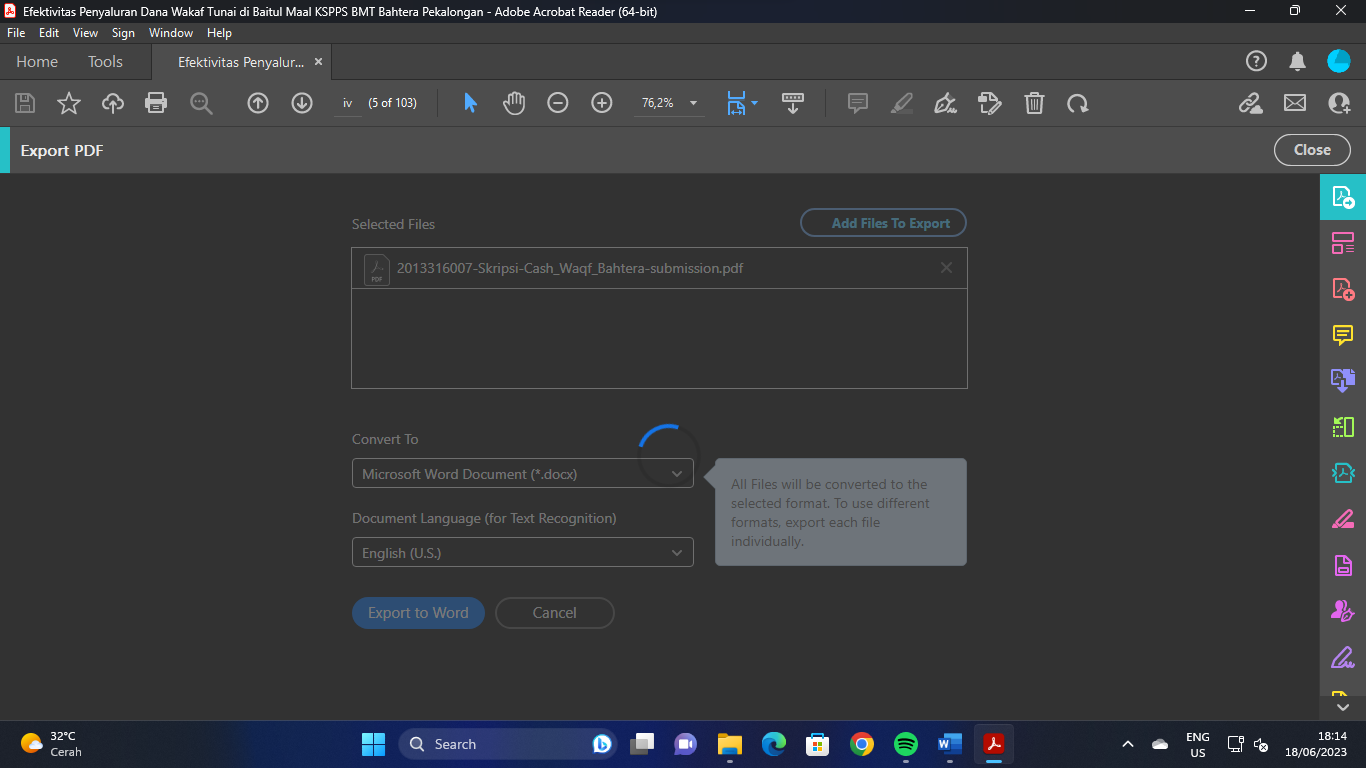 Efektivitas Penyaluran Dana Wakaf Tunai di Baitul Maal KSPPS BMT Bahtera Pekalongan - Adobe Acrobat Reader (64-bit)
File Edit View Sign Window Help
Home Tools Efektivitas Penyalur... ×
iv (5 of 103) 76,2%
Export PDF
Close
Selected Files
Add Files To Export
PDF
2013316007-Skripsi-Cash_Waqf_Bahtera-submission.pdf
Convert To
Microsoft Word Document (*.docx)
All Files will be converted to the
selected format. To use different
formats, export each file
individually.
Document Language (for Text Recognition)
English (U.S.)
Export to Word
Cancel
32°C
Cerah
Search
ENG
US
18:14
18/06/2023